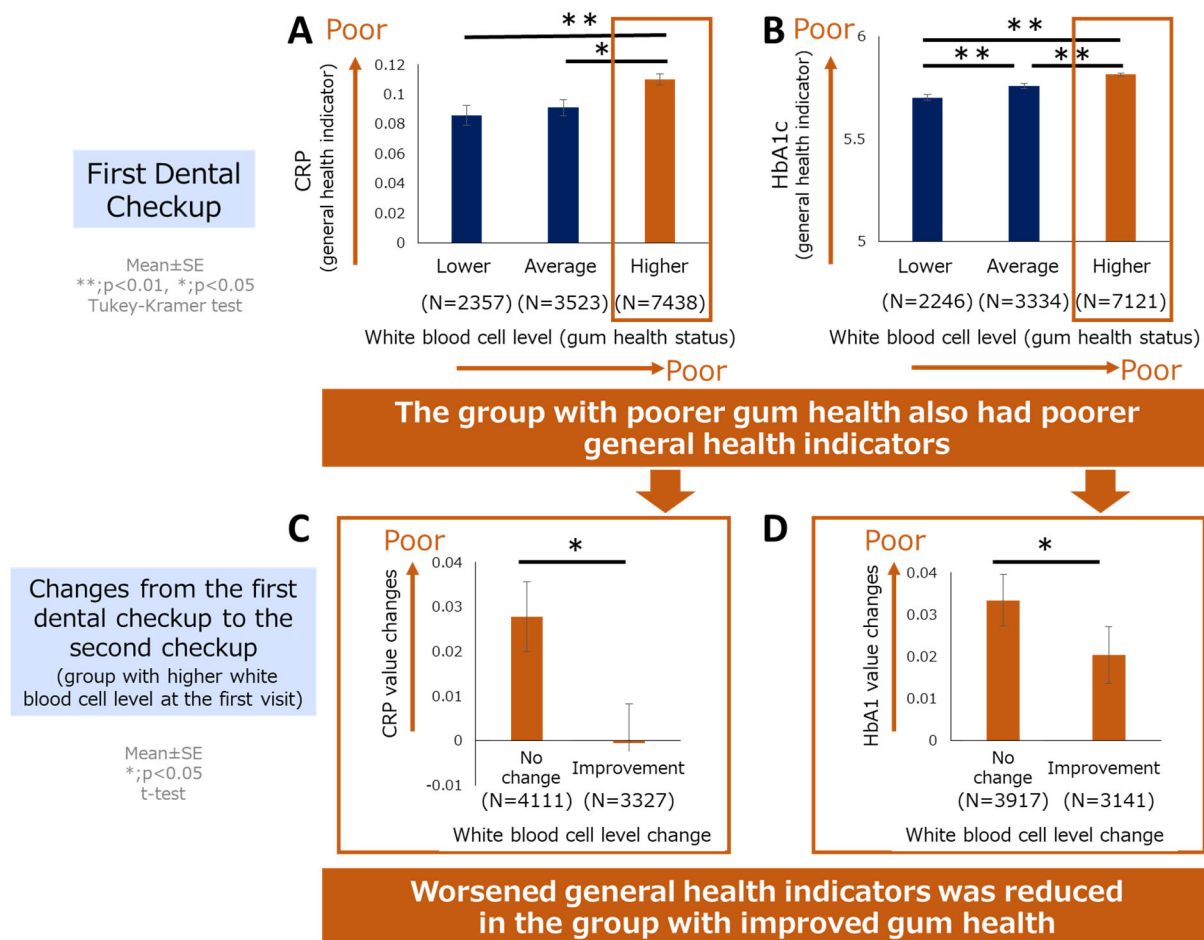 A
Poor
**
*
CRP
(general health indicator)
0.12
0.1
0.08
0.06
0.04
0.02
0
Lower
Average
Higher
(N=2357)
(N=3523)
(N=7438)
White blood cell level (gum health status)
Poor
B
Poor
**
**
**
HbA1c
(general health indicator)
6
5.5
5
Lower
Average
Higher
(N=2246)
(N=3334)
(N=7121)
White blood cell level (gum health status)
Poor
First Dental
Checkup
Mean±SE
**;p<0.01, *;p<0.05
Tukey-Kramer test
The group with poorer gum health also had poorer
general health indicators
Changes from the first
dental checkup to the
second checkup
(group with higher white
blood cell level at the first visit)
Mean±SE
*;p<0.05
t-test
C
Poor
*
CRP value changes
0.04
0.03
0.02
0.01
0
-0.01
No
change
Improvement
(N=4111)
(N=3327)
White blood cell level change
D
Poor
*
HbA1 value changes
0.04
0.03
0.02
0.01
0
No
change
Improvement
(N=3917)
(N=3141)
White blood cell level change
Worsened general health indicators was reduced
in the group with improved gum health